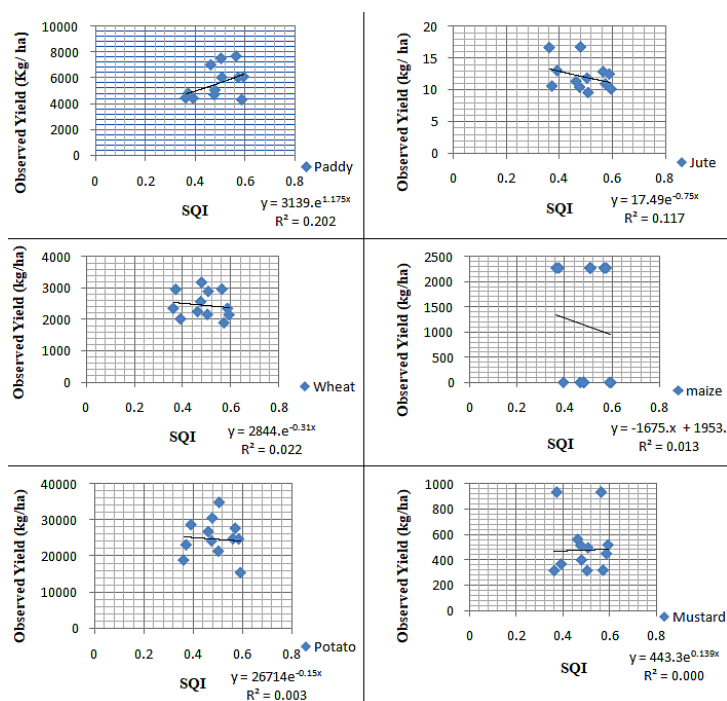 Observed Yield (Kg/ ha)
10000
8000
6000
4000
2000
0
0 0.2 0.4 0.6 0.8
Paddy
SQI
y = 3139.e^1.175x
R² = 0.202
Observed Yield (kg/ ha)
20
15
10
5
0
0 0.2 0.4 0.6 0.8
Jute
SQI
y = 17.49e^-0.75x
R² = 0.117
Observed Yield (kg/ha)
4000
3000
2000
1000
0
0 0.2 0.4 0.6 0.8
Wheat
SQI
y = 2844.e^-0.31x
R² = 0.022
Observed Yield (kg/ha)
2500
2000
1500
1000
500
0
0 0.2 0.4 0.6 0.8
maize
SQI
y = -1675.x + 1953.
R² = 0.013
Observed Yield (kg/ha)
40000
30000
20000
10000
0
0 0.2 0.4 0.6 0.8
Potato
SQI
y = 26714e^-0.15x
R² = 0.003
Observed Yield (kg/ha)
1000
800
600
400
200
0
0 0.2 0.4 0.6 0.8
Mustard
SQI
y = 443.3e^0.139x
R² = 0.000